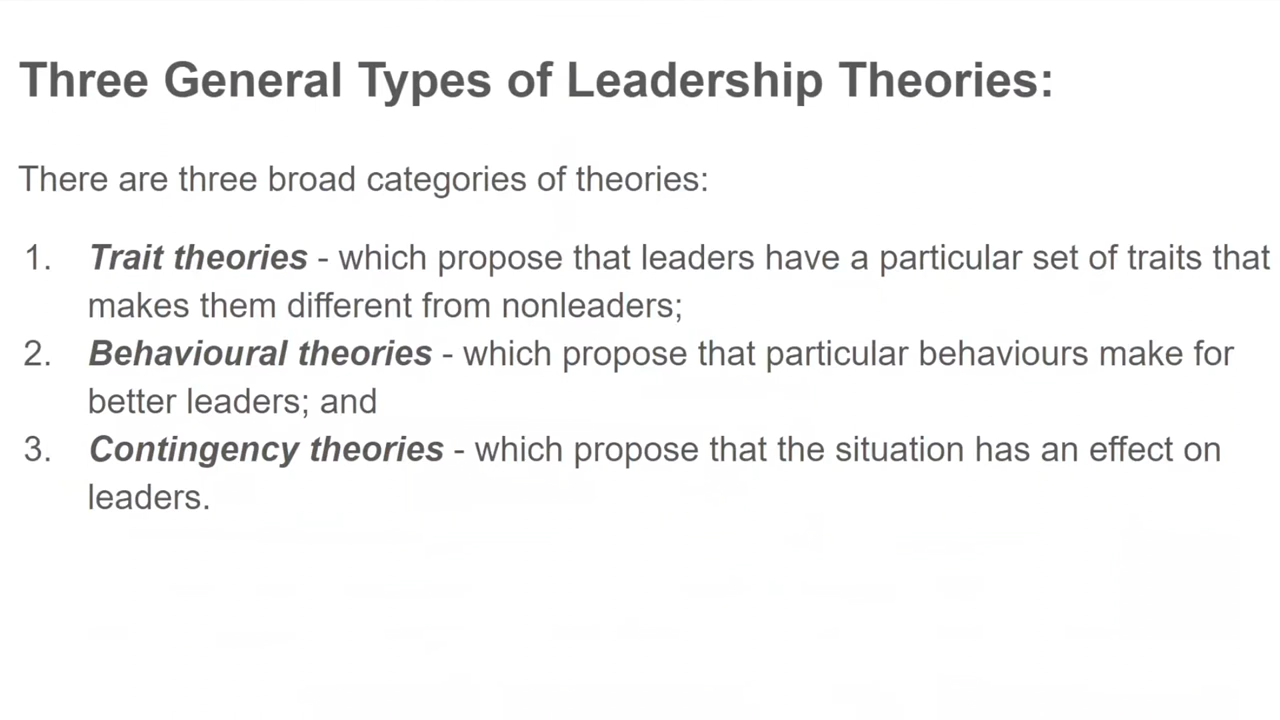 Three General Types of Leadership Theories:
There are three broad categories of theories:
1. Trait theories - which propose that leaders have a particular set of traits that
makes them different from nonleaders;
2. Behavioural theories - which propose that particular behaviours make for
better leaders; and
3. Contingency theories - which propose that the situation has an effect on
leaders.